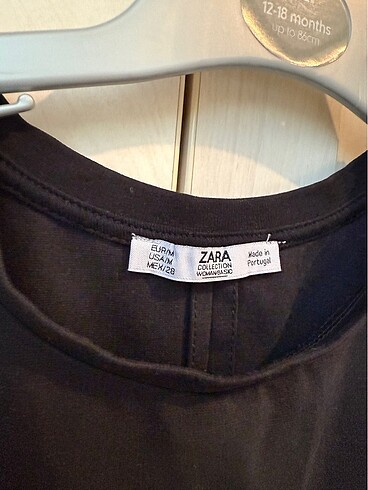 12-18 months
up to 86cm
EUR/M
USA/M
MEX/28
ZARA
COLLECTION
WOMAN BASIC
Made in
Portugal